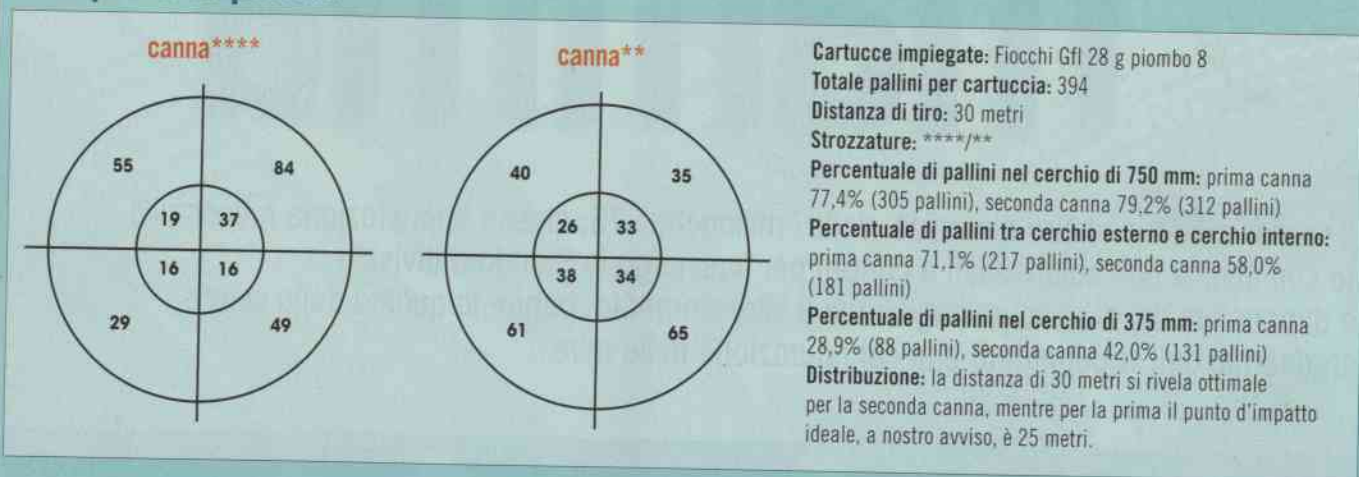 canna****
55 84
19 37
16 16
29 49
canna**
40 35
26 33
38 34
61 65
Cartucce impiegate: Fiocchi Gfl 28 g piombo 8
Totale pallini per cartuccia: 394
Distanza di tiro: 30 metri
Strozzature: ****/**
Percentuale di pallini nel cerchio di 750 mm: prima canna
77,4% (305 pallini), seconda canna 79,2% (312 pallini)
Percentuale di pallini tra cerchio esterno e cerchio interno:
prima canna 71,1% (217 pallini), seconda canna 58,0%
(181 pallini)
Percentuale di pallini nel cerchio di 375 mm: prima canna
28,9% (88 pallini), seconda canna 42,0% (131 pallini)
Distribuzione: la distanza di 30 metri si rivela ottimale
per la seconda canna, mentre per la prima il punto d'impatto
ideale, a nostro avviso, è 25 metri.